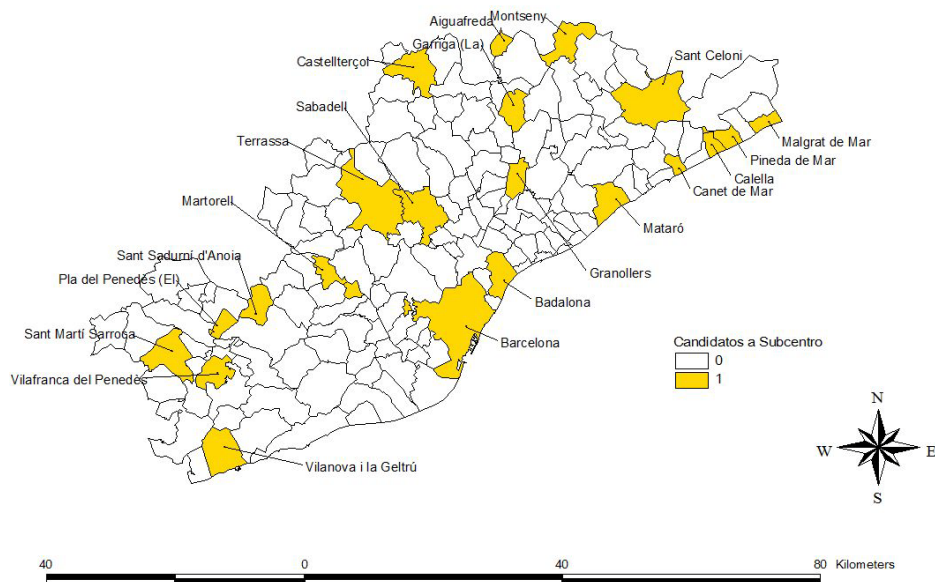 Aiguafreda
Montseny
Garriga (La)
Castellterçol
Sant Celoni
Sabadell
Terrassa
Malgrat de Mar
Pineda de Mar
Calella
Canet de Mar
Martorell
Mataró
Sant Sadurni d'Anoia
Granollers
Pla del Penedès (El)
Badalona
Sant Martí Sarroca
Barcelona
Candidatos a Subcentro
0
1
Vilafranca del Penedès
N
W
E
S
Vilanova i la Geltrú
40
0
40
80
Kilometers